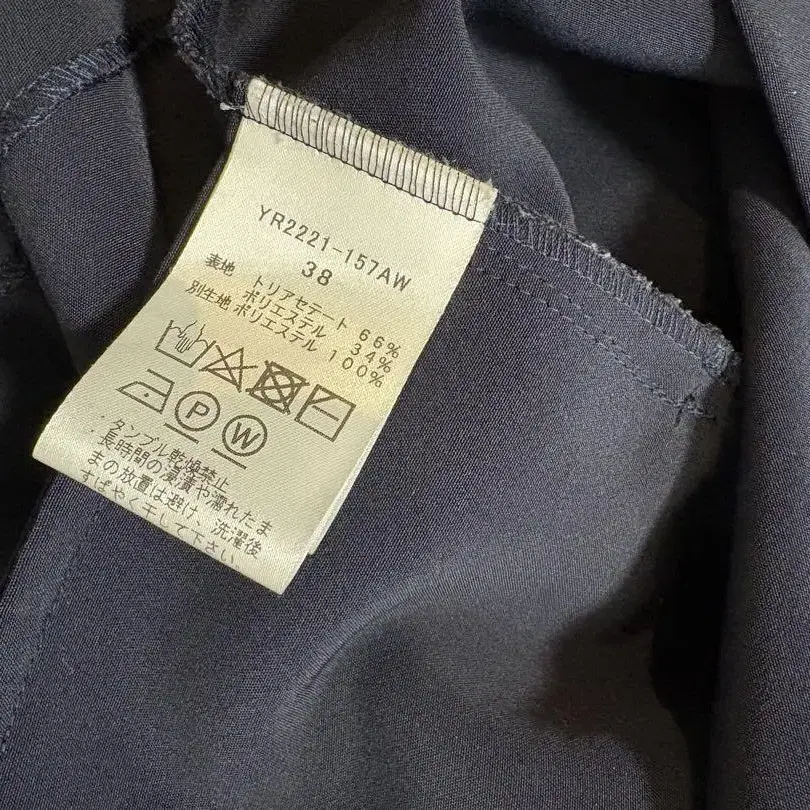 YR2221-157AW
38
表地 トリアセテート 66%
ポリエステル 34%
別生地 ポリエステル 100%
P W
・タンブル乾燥禁止
・長時間の浸漬や濡れたま
まの放置は避け、洗濯後
すばやく干して下さい